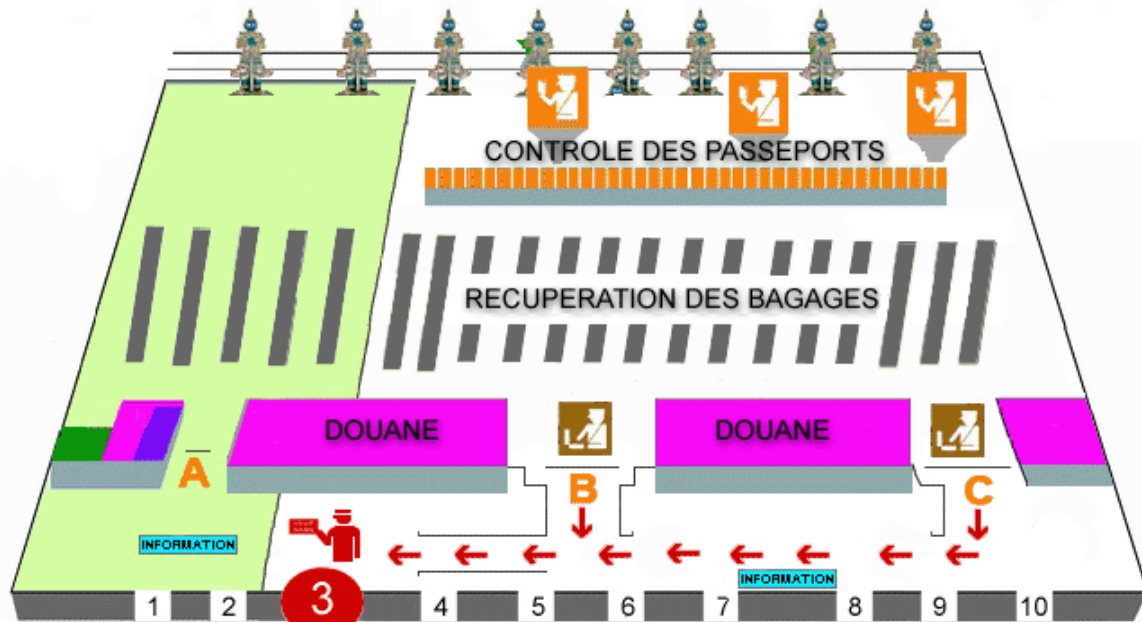 CONTROLE DES PASSEPORTS
RECUPERATION DES BAGAGES
DOUANE DOUANE
A B C
INFORMATION
INFORMATION
1 2 3 4 5 6 7 8 9 10